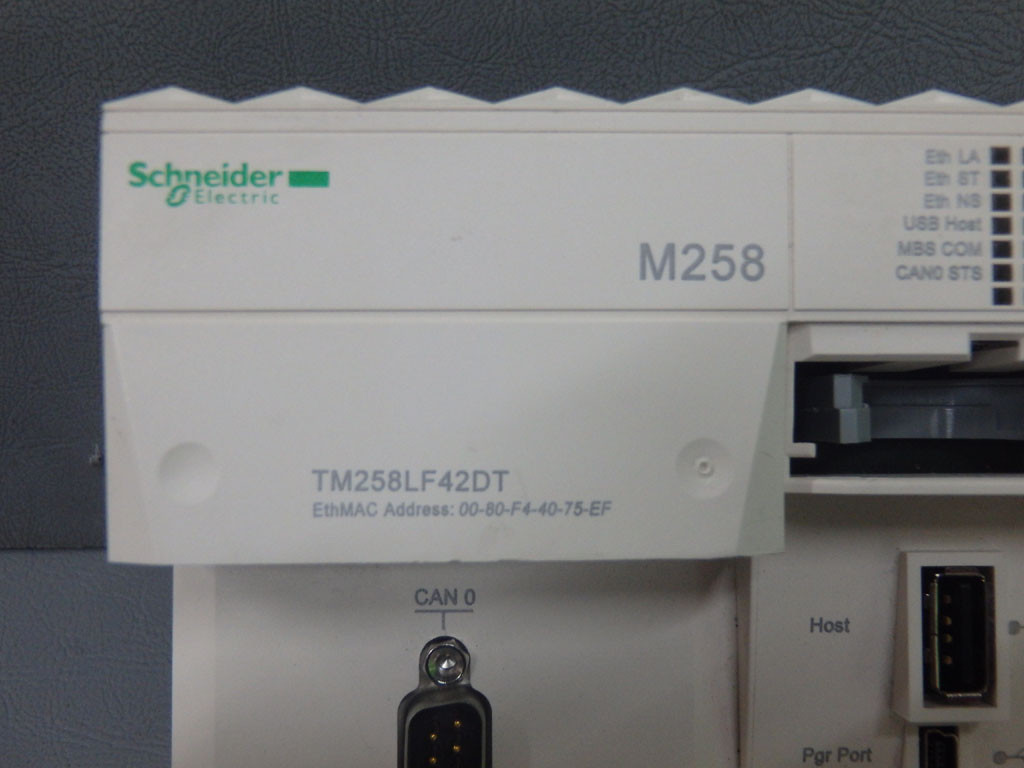 Schneider
Electric
M258
Eth LA
Eth ST
Eth NS
USB Host
MBS COM
CAN0 STS
TM258LF42DT
EthMAC Address: 00-80-F4-40-75-EF
CAN 0
Host
Pgr Port